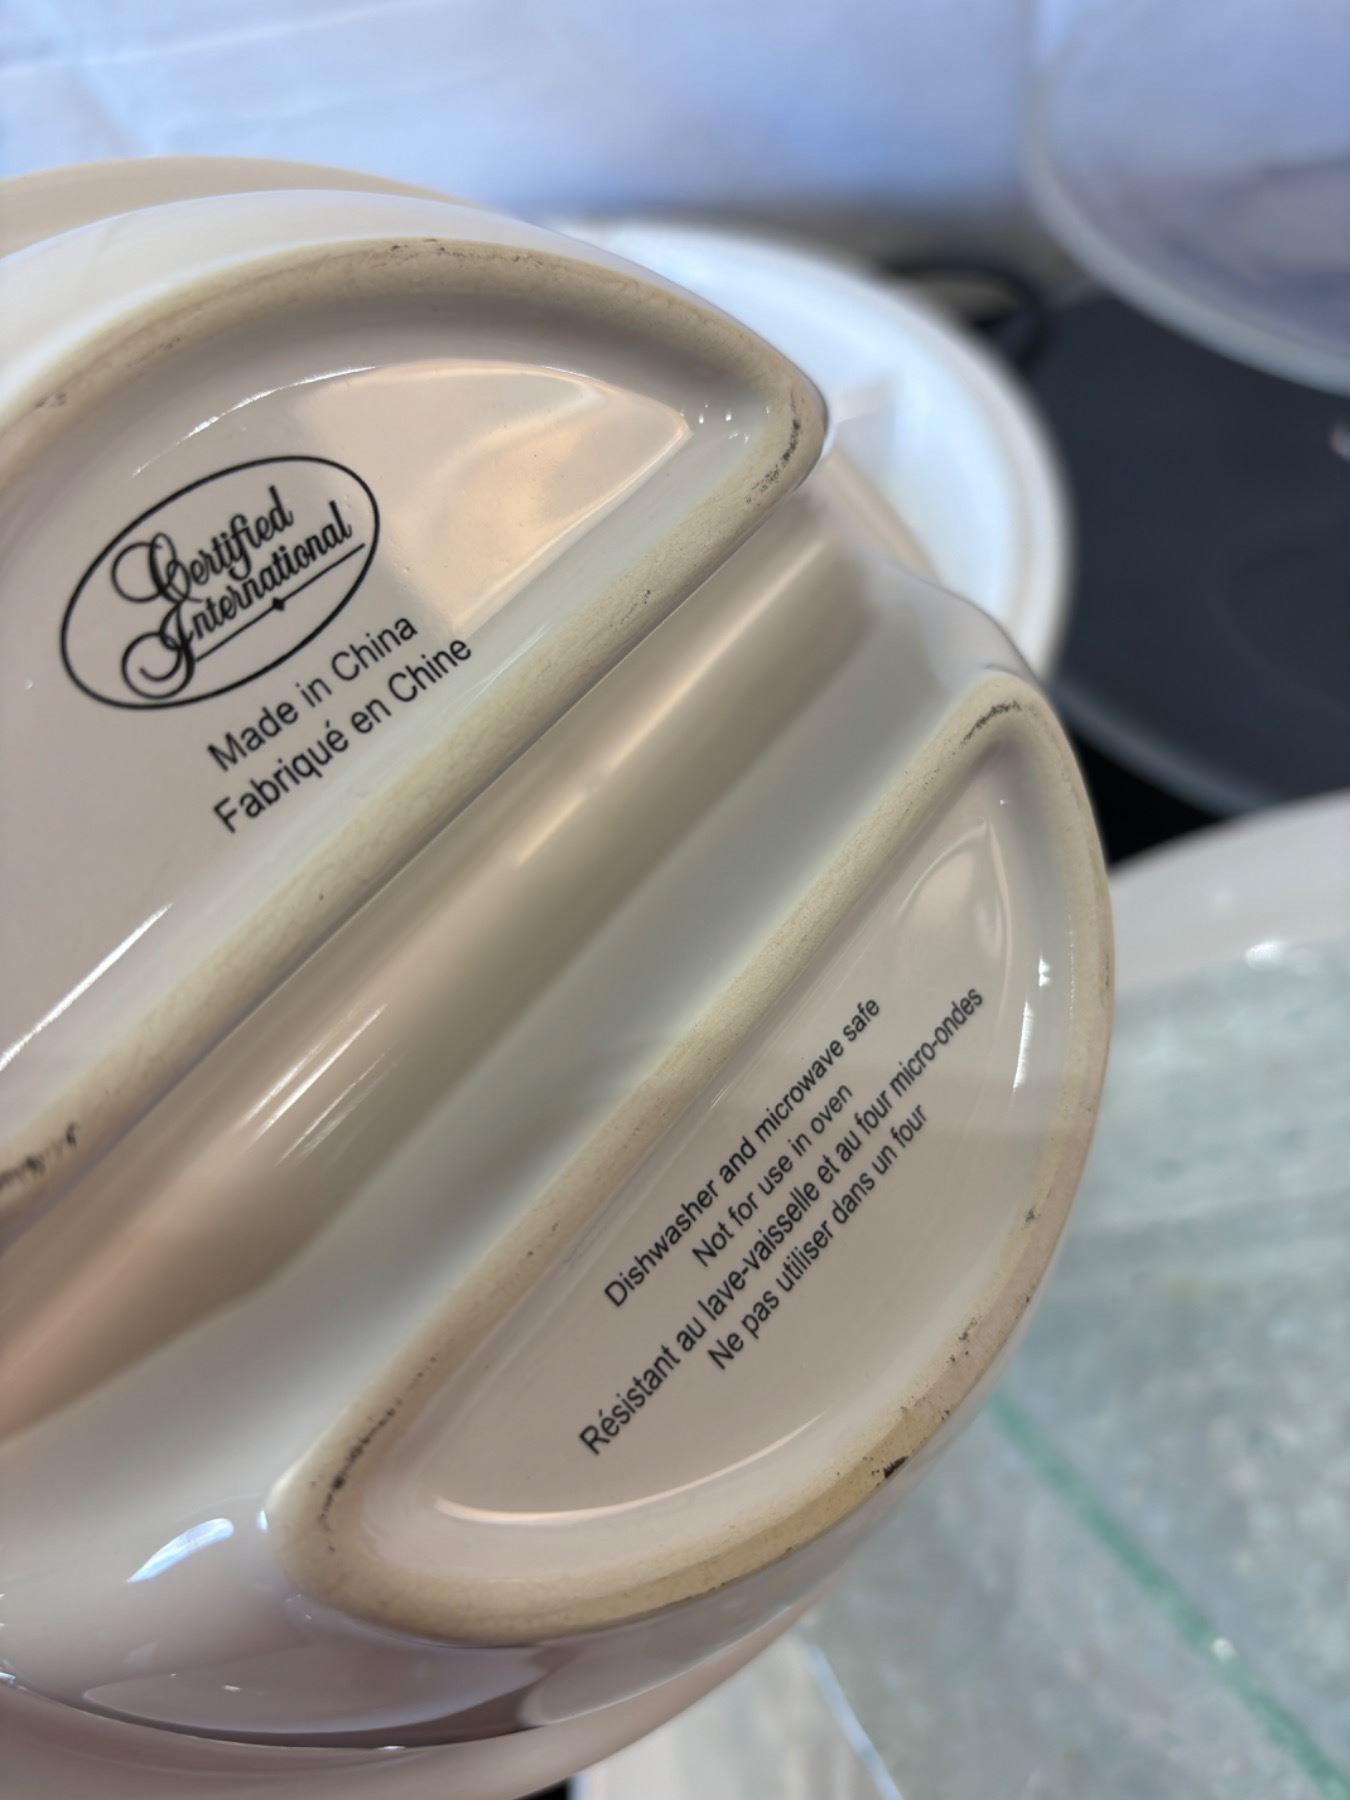 Certified
International
Made in China
Fabriqué en Chine
Dishwasher and microwave safe
Not for use in oven
Résistant au lave-vaisselle et au four micro-ondes
Ne pas utiliser dans un four